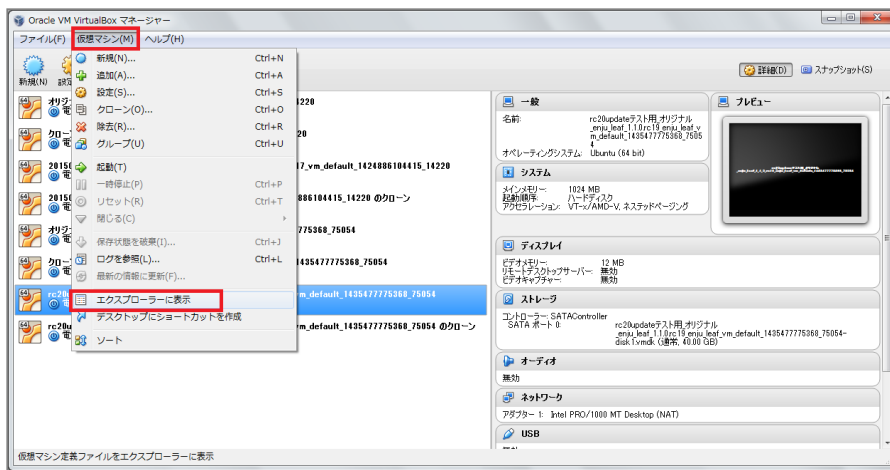 Oracle VM VirtualBox マネージャー
ファイル(F) 仮想マシン(M) ヘルプ(H)
新規(N)
詳細(D) スナップショット(S)
新規(N)... Ctrl+N
追加(A)... Ctrl+A
設定(S)... Ctrl+S
クローン(O)... Ctrl+O
除去(R)... Ctrl+R
グループ(U) Ctrl+U
起動(T)
一時停止(P) Ctrl+P
リセット(R) Ctrl+T
閉じる(C)
保存状態を破棄(I)... Ctrl+J
ログを参照(L)... Ctrl+L
最新の情報に更新(F)...
エクスプローラーに表示
デスクトップにショートカットを作成
ソート
7_vm_default_1424886104415_14220
886104415_14220 のクローン
775368_75054
1435477775368_75054
vm_default_1435477775368_75054
vm_default_1435477775368_75054 のクローン
一般
名前: rc20updateテスト用_オリジナル
_enju_leaf_1.1.0rc19_enju_leaf_v
m_default_1435477775368_7505
4
オペレーティングシステム: Ubuntu (64 bit)
プレビュー
システム
メインメモリー: 1024 MB
起動順序: ハードディスク
アクセラレーション: VT-x/AMD-V, ネステッドページング
ディスプレイ
ビデオメモリー: 12 MB
リモートデスクトップサーバー: 無効
ビデオキャプチャー: 無効
ストレージ
コントローラー: SATAController
SATA ポート 0: rc20updateテスト用_オリジナル
_enju_leaf_1.1.0rc19_enju_leaf_vm_default_1435477775368_75054-
disk1.vmdk (通常, 40.00 GB)
オーディオ
無効
ネットワーク
アダプター 1: Intel PRO/1000 MT Desktop (NAT)
USB
仮想マシン定義ファイルをエクスプローラーに表示